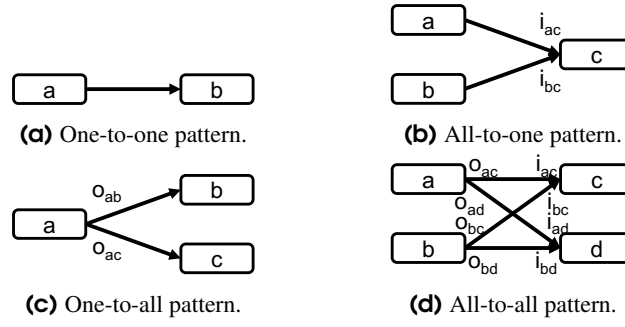 a
b
(a) One-to-one pattern.
a
b
i_ac
i_bc
c
(b) All-to-one pattern.
a
o_ab
o_ac
b
c
(c) One-to-all pattern.
a
b
o_ac
o_ad
o_bc
o_bd
i_ac
i_bc
i_ad
i_bd
c
d
(d) All-to-all pattern.